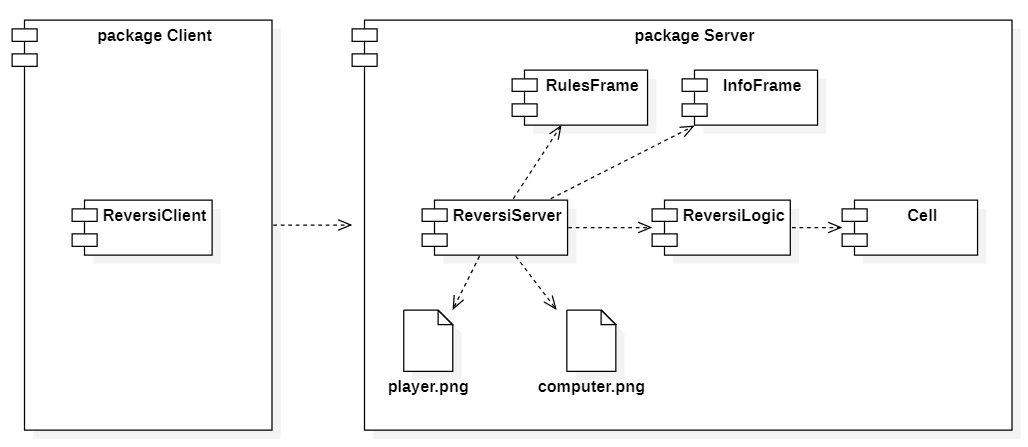 package Client
package Server
RulesFrame
InfoFrame
ReversiClient
ReversiServer
ReversiLogic
Cell
player.png
computer.png